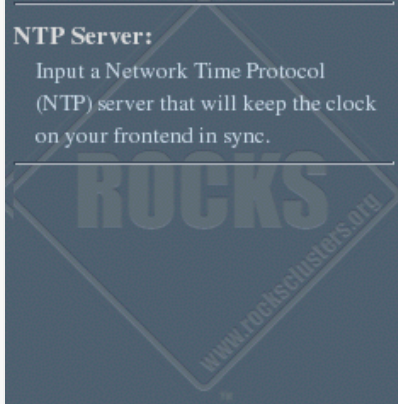 NTP Server:
Input a Network Time Protocol
(NTP) server that will keep the clock
on your frontend in sync.
ROCKS
www.rocksclusters.org
TM